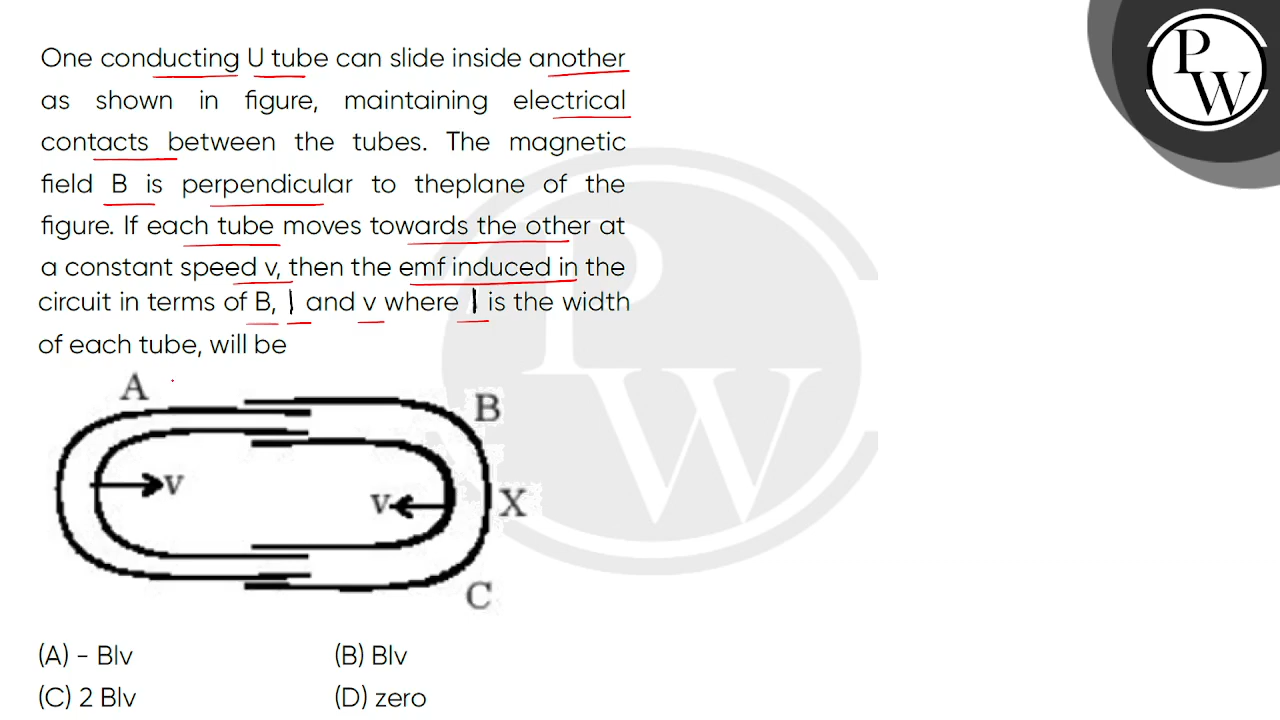 One conducting U tube can slide inside another
as shown in figure, maintaining electrical
contacts between the tubes. The magnetic
field B is perpendicular to theplane of the
figure. If each tube moves towards the other at
a constant speed v, then the emf induced in the
circuit in terms of B, l and v where l is the width
of each tube, will be
A
B
v
v
X
C
(A) - Blv
(B) Blv
(C) 2 Blv
(D) zero
P
W
P
W